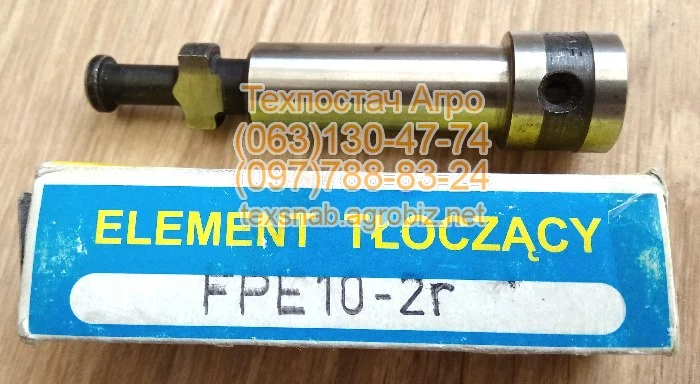 Техпостач Агро
(063)130-47-74
(097)788-83-24
texsnab.agrobiz.net
ELEMENT TŁOCZĄCY
FPE10-2r